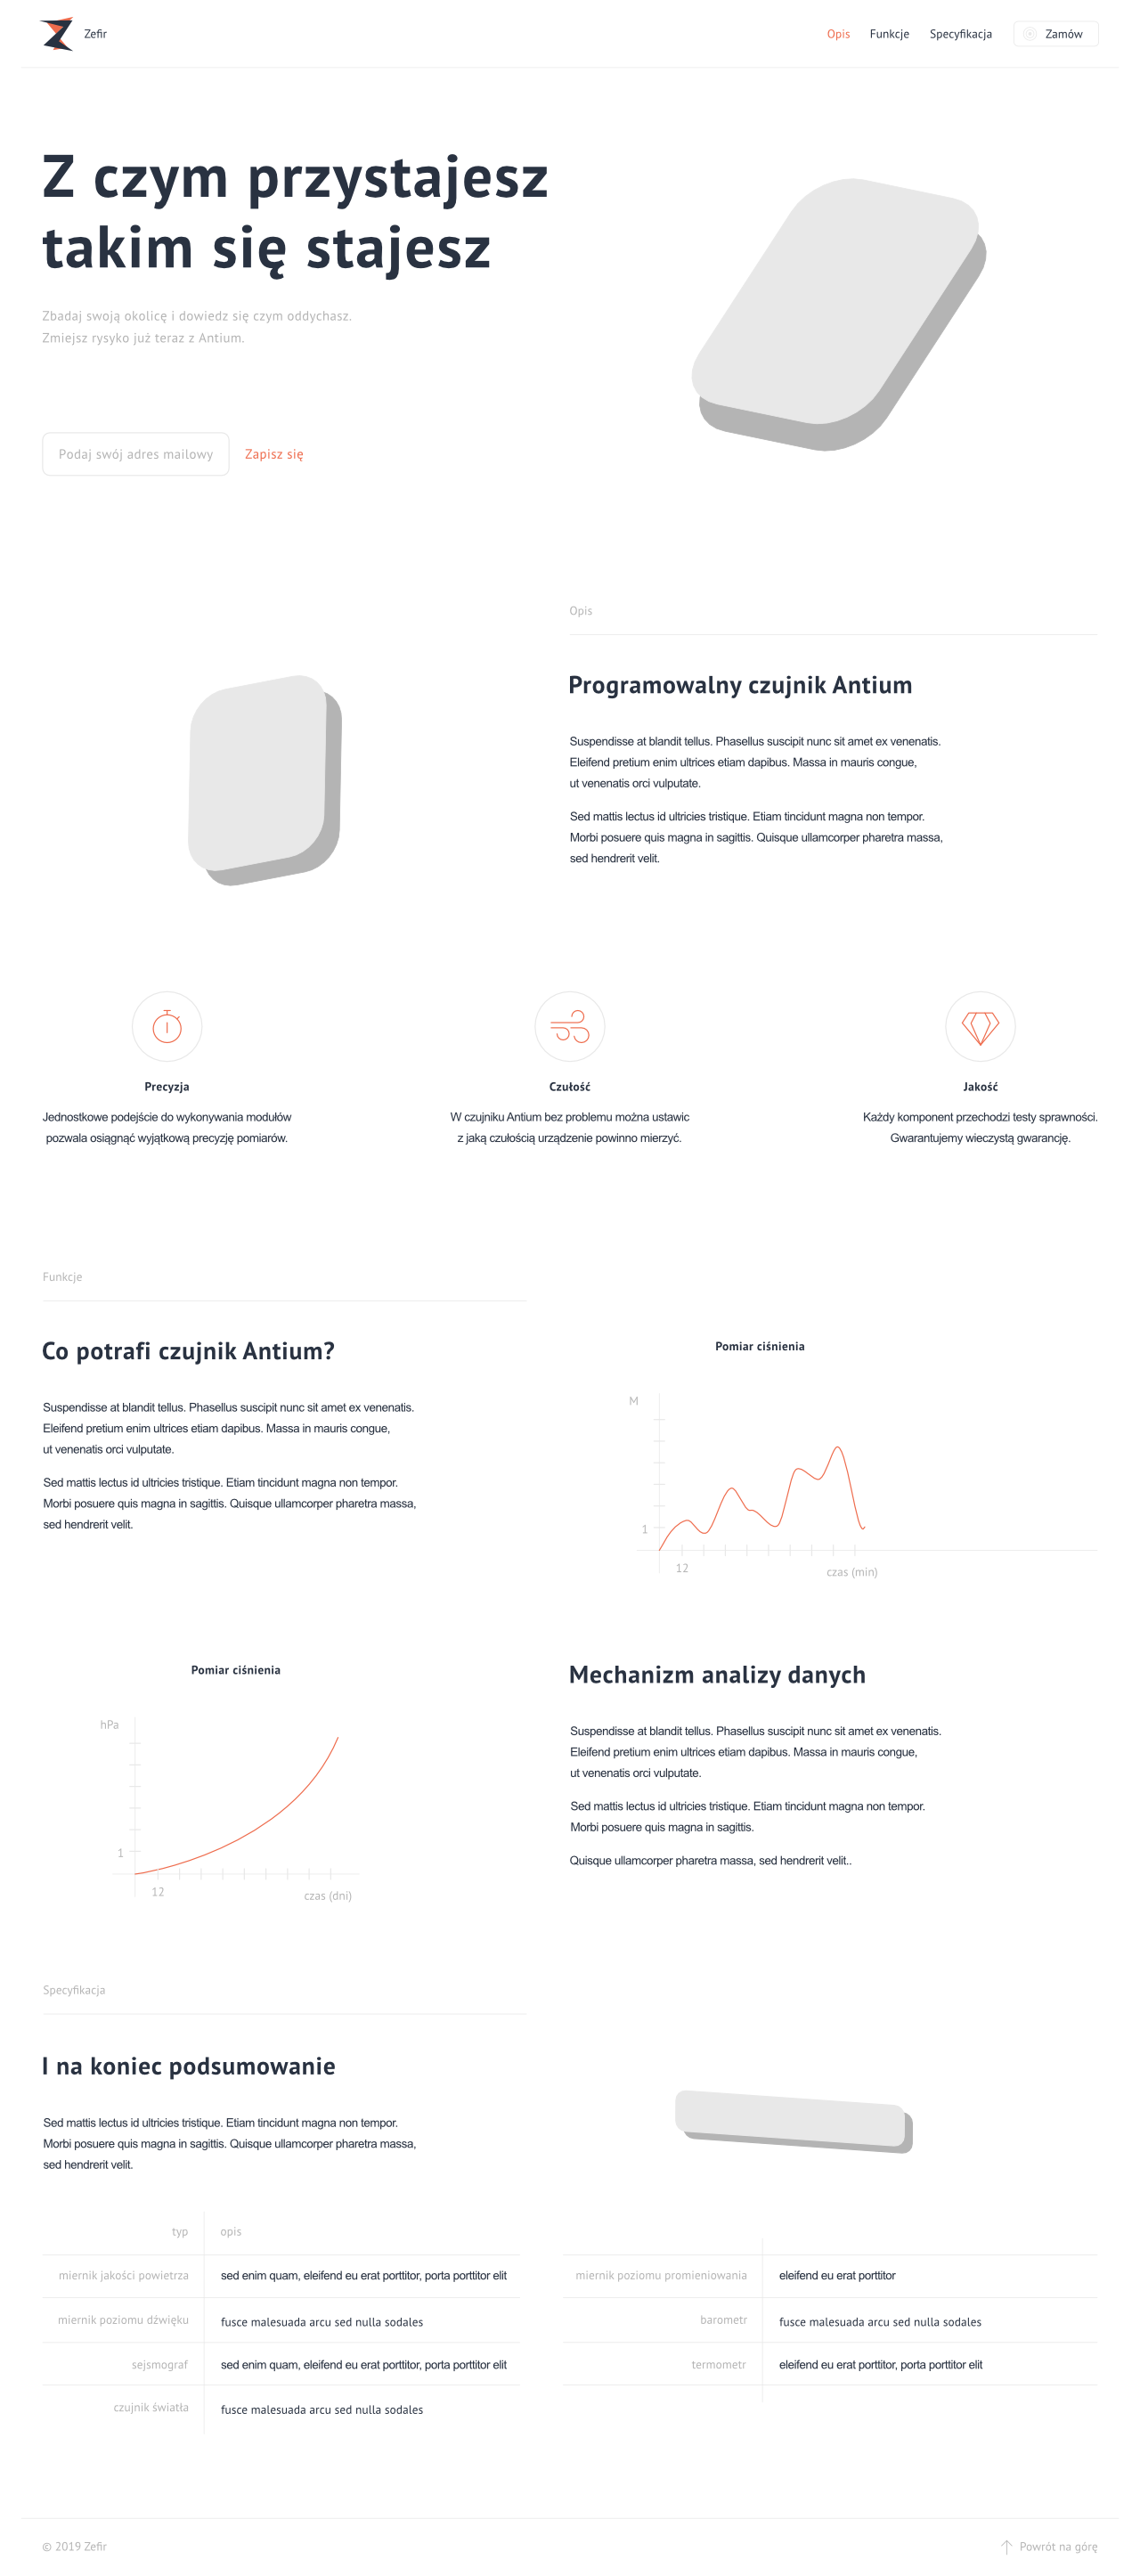 Zefir
Opis
Funkcje
Specyfikacja
Zamów
Z czym przystajesz
takim się stajesz
Zbadaj swoją okolicę i dowiedz się czym oddychasz.
Zmiejsz rysyko już teraz z Antium.
Podaj swój adres mailowy
Zapisz się
Opis
Programowalny czujnik Antium
Suspendisse at blandit tellus. Phasellus suscipit nunc sit amet ex venenatis.
Eleifend pretium enim ultrices etiam dapibus. Massa in mauris congue,
ut venenatis orci vulputate.
Sed mattis lectus id ultricies tristique. Etiam tincidunt magna non tempor.
Morbi posuere quis magna in sagittis. Quisque ullamcorper pharetra massa,
sed hendrerit velit.
Precyzja
Jednostkowe podejście do wykonywania modułów
pozwala osiągnąć wyjątkową precyzję pomiarów.
Czułość
W czujniku Antium bez problemu można ustawic
z jaką czułością urządzenie powinno mierzyć.
Jakość
Każdy komponent przechodzi testy sprawności.
Gwarantujemy wieczystą gwarancję.
Funkcje
Co potrafi czujnik Antium?
Suspendisse at blandit tellus. Phasellus suscipit nunc sit amet ex venenatis.
Eleifend pretium enim ultrices etiam dapibus. Massa in mauris congue,
ut venenatis orci vulputate.
Sed mattis lectus id ultricies tristique. Etiam tincidunt magna non tempor.
Morbi posuere quis magna in sagittis. Quisque ullamcorper pharetra massa,
sed hendrerit velit.
Pomiar ciśnienia
M
1
12
czas (min)
Pomiar ciśnienia
hPa
1
12
czas (dni)
Mechanizm analizy danych
Suspendisse at blandit tellus. Phasellus suscipit nunc sit amet ex venenatis.
Eleifend pretium enim ultrices etiam dapibus. Massa in mauris congue,
ut venenatis orci vulputate.
Sed mattis lectus id ultricies tristique. Etiam tincidunt magna non tempor.
Morbi posuere quis magna in sagittis.
Quisque ullamcorper pharetra massa, sed hendrerit velit..
Specyfikacja
I na koniec podsumowanie
Sed mattis lectus id ultricies tristique. Etiam tincidunt magna non tempor.
Morbi posuere quis magna in sagittis. Quisque ullamcorper pharetra massa,
sed hendrerit velit.
typ opis
miernik jakości powietrza sed enim quam, eleifend eu erat porttitor, porta porttitor elit
miernik poziomu dźwięku fusce malesuada arcu sed nulla sodales
sejsmograf sed enim quam, eleifend eu erat porttitor, porta porttitor elit
czujnik światła fusce malesuada arcu sed nulla sodales
miernik poziomu promieniowania eleifend eu erat porttitor
barometr fusce malesuada arcu sed nulla sodales
termometr eleifend eu erat porttitor, porta porttitor elit
© 2019 Zefir
Powrót na górę